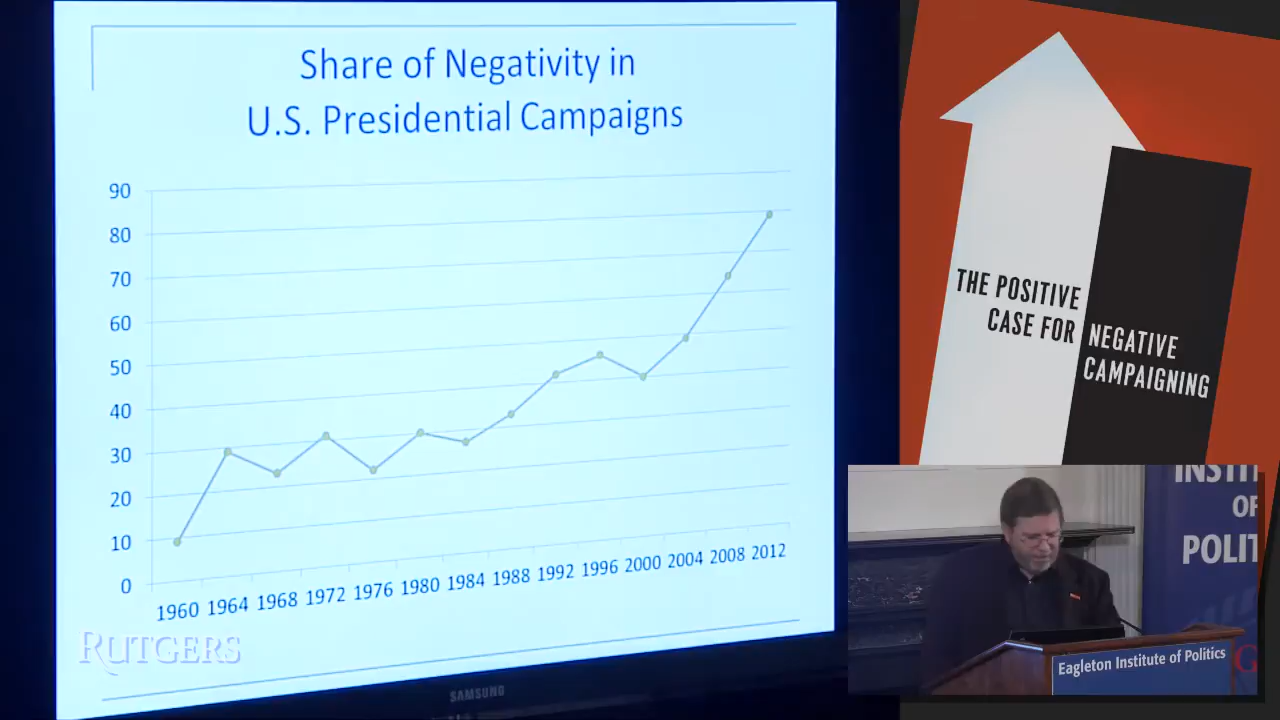 Share of Negativity in
U.S. Presidential Campaigns
90
80
70
60
50
40
30
20
10
0
1960 1964 1968 1972 1976 1980 1984 1988 1992 1996 2000 2004 2008 2012
RUTGERS
SAMSUNG
THE POSITIVE
CASE FOR
NEGATIVE
CAMPAIGNING
OF
Eagleton Institute of Politics